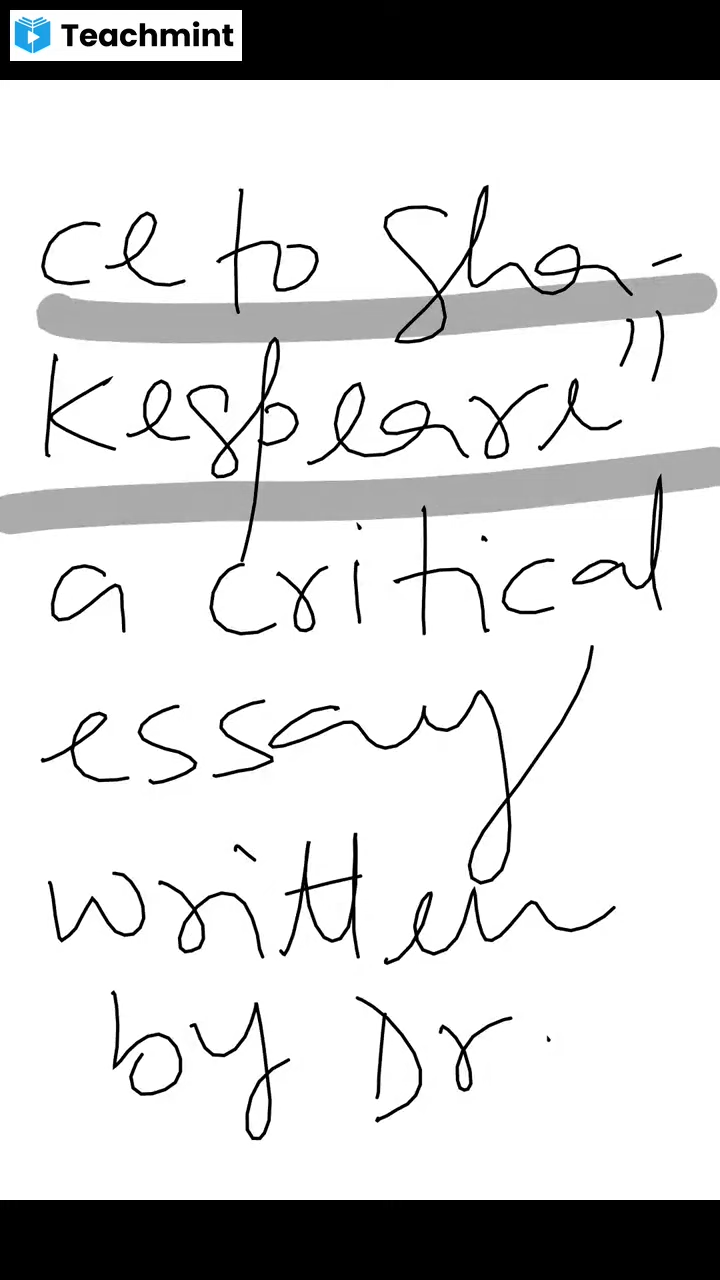 Teachmint
ce to Sha-
kespeare"
a critical
essay
written
by Dr.